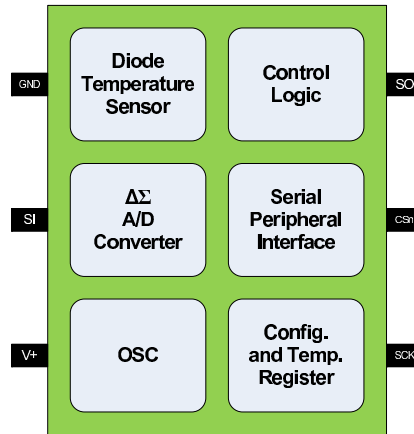 Diode
Temperature
Sensor
Control
Logic
GND
SO
ΔΣ
A/D
Converter
Serial
Peripheral
Interface
SI
CSn
OSC
Config.
and Temp.
Register
V+
SCK